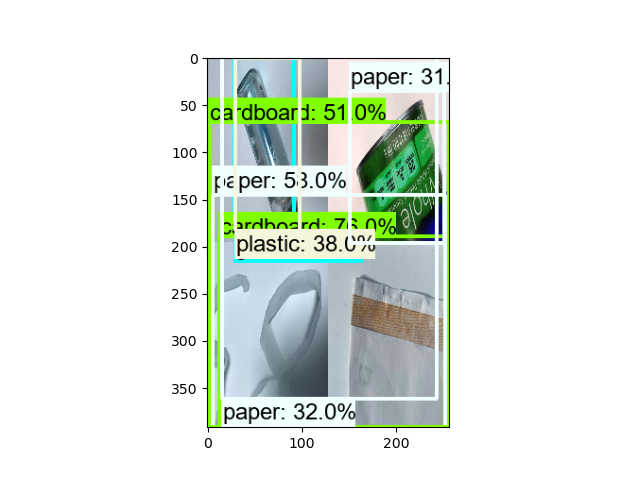 0
50
100
150
200
250
300
350
0
100
200
paper: 31.
cardboard: 51.0%
paper: 58.0%
cardboard: 76.0%
plastic: 38.0%
paper: 32.0%
whole